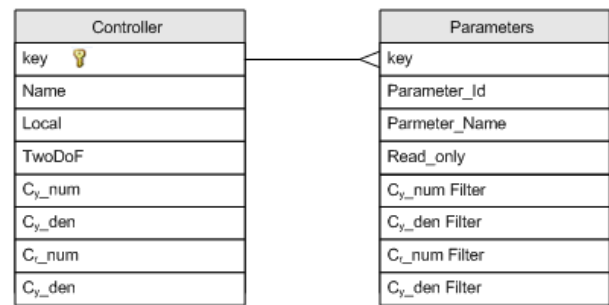 Controller
key
Name
Local
TwoDoF
Cy_num
Cy_den
Cr_num
Cy_den
Parameters
key
Parameter_Id
Parmeter_Name
Read_only
Cy_num Filter
Cy_den Filter
Cr_num Filter
Cy_den Filter